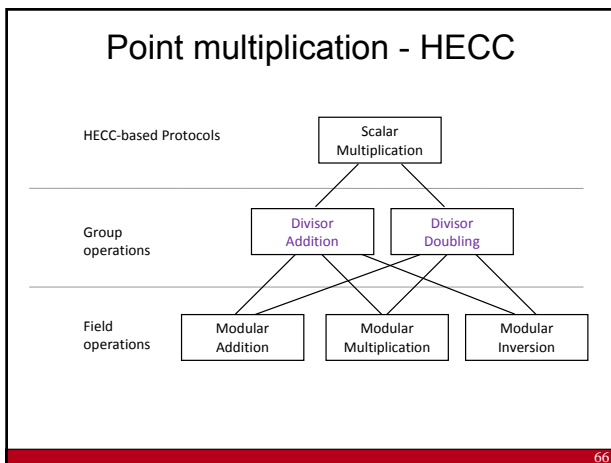 Point multiplication - HECC
HECC-based Protocols
Scalar
Multiplication
Group
operations
Divisor
Addition
Divisor
Doubling
Field
operations
Modular
Addition
Modular
Multiplication
Modular
Inversion
66